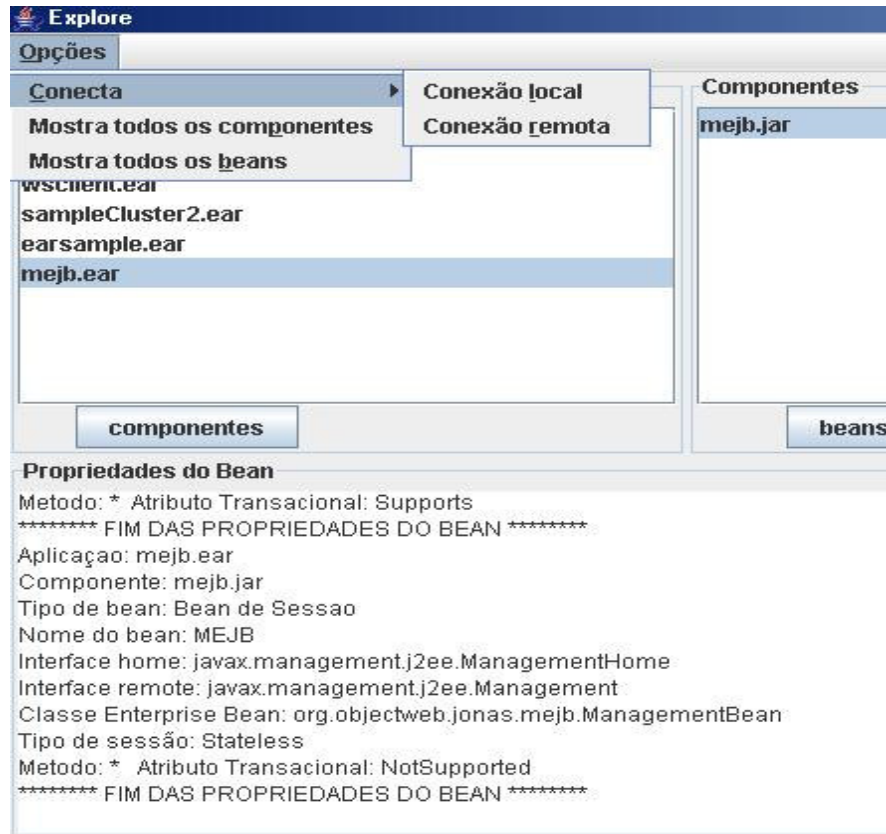 Explore
Opções
Conecta
Mostra todos os componentes
Mostra todos os beans
Conexão local
Conexão remota
wsclient.ear
sampleCluster2.ear
earsample.ear
mejb.ear
componentes
Componentes
mejb.jar
beans
Propriedades do Bean
Metodo: * Atributo Transacional: Supports
******** FIM DAS PROPRIEDADES DO BEAN ********
Aplicaçao: mejb.ear
Componente: mejb.jar
Tipo de bean: Bean de Sessao
Nome do bean: MEJB
Interface home: javax.management.j2ee.ManagementHome
Interface remote: javax.management.j2ee.Management
Classe Enterprise Bean: org.objectweb.jonas.mejb.ManagementBean
Tipo de sessão: Stateless
Metodo: * Atributo Transacional: NotSupported
******** FIM DAS PROPRIEDADES DO BEAN ********